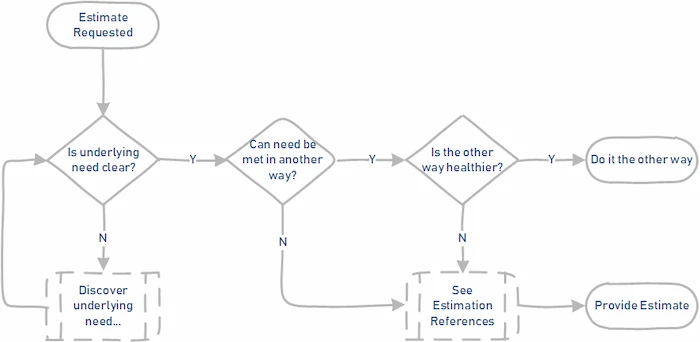 Estimate
Requested
Is underlying
need clear?
Y
Can need be
met in another
way?
Y
Is the other
way healthier?
Y
Do it the other way
N
N
N
Discover
underlying
need...
See
Estimation
References
Provide Estimate